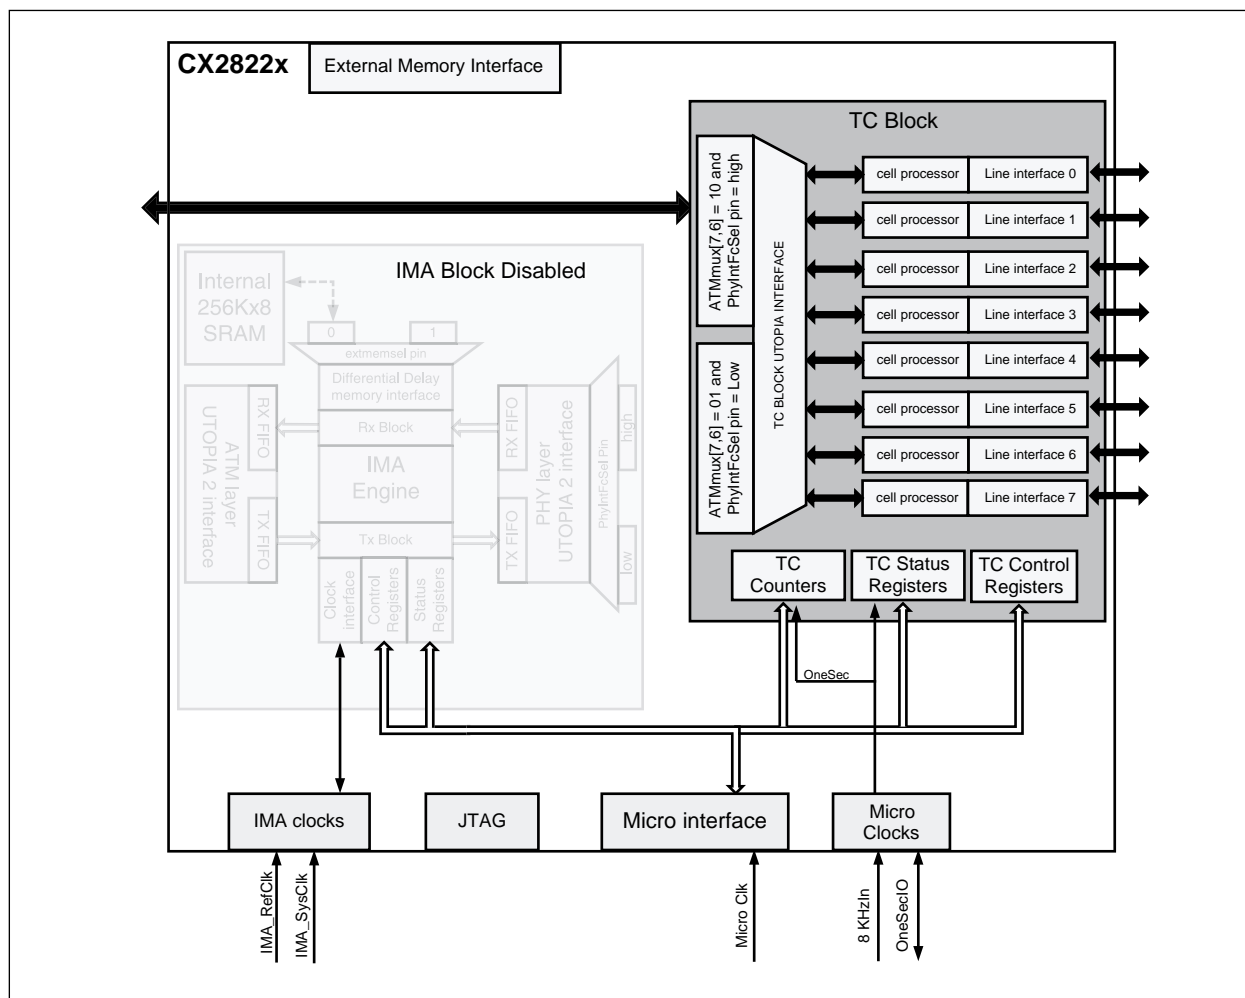 CX2822x
External Memory Interface
TC Block
ATMmux[7,6] = 10 and
PhyIntFcSel pin = high
ATMmux[7,6] = 01 and
PhyIntFcSel pin = Low
TC BLOCK UTOPIA INTERFACE
cell processor
Line interface 0
cell processor
Line interface 1
cell processor
Line interface 2
cell processor
Line interface 3
cell processor
Line interface 4
cell processor
Line interface 5
cell processor
Line interface 6
cell processor
Line interface 7
TC
Counters
TC Status
Registers
TC Control
Registers
OneSec
IMA Block Disabled
Internal
256Kx8
SRAM
0
1
extmemsel pin
Differential Delay
memory interface
Rx Block
IMA
Engine
Tx Block
RX FIFO
TX FIFO
ATM layer
UTOPIA 2 interface
RX FIFO
TX FIFO
PHY layer
UTOPIA 2 interface
PhyIntFcSel Pin
high
low
Clock
interface
Control
Registers
Status
Registers
IMA clocks
JTAG
Micro interface
Micro
Clocks
IMA_RefClk
IMA_SysClk
Micro Clk
8 KHzIn
OneSecIO